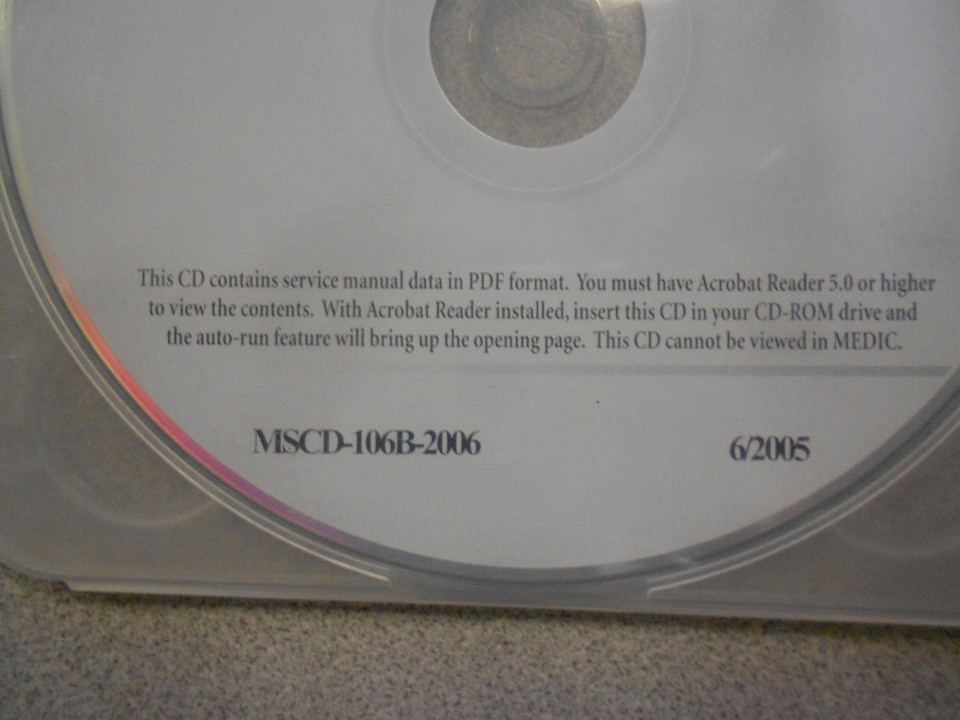 This CD contains service manual data in PDF format. You must have Acrobat Reader 5.0 or higher
to view the contents. With Acrobat Reader installed, insert this CD in your CD-ROM drive and
the auto-run feature will bring up the opening page. This CD cannot be viewed in MEDIC.
MSCD-106B-2006 6/2005